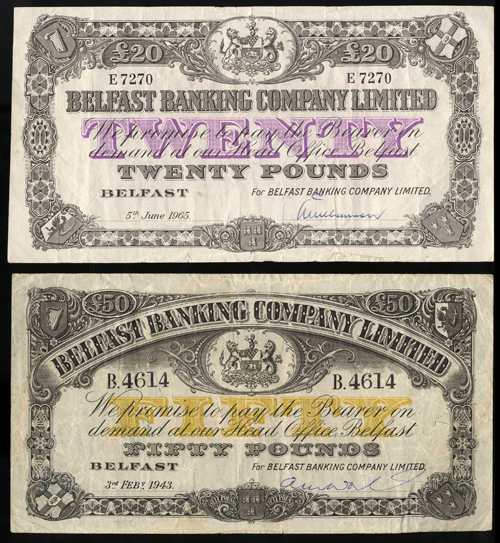 £20 £20
E 7270 E 7270
BELFAST BANKING COMPANY LIMITED
TWENTY
We promise to pay the Bearer on
demand at our Head Office Belfast
TWENTY POUNDS
BELFAST For BELFAST BANKING COMPANY LIMITED,
5th June 1965.
£50 £50
BELFAST BANKING COMPANY LIMITED
B.4614 B.4614
FIFTY
We promise to pay the Bearer on
demand at our Head Office, Belfast
FIFTY POUNDS
BELFAST For BELFAST BANKING COMPANY LIMITED.
3rd FEBY. 1943.